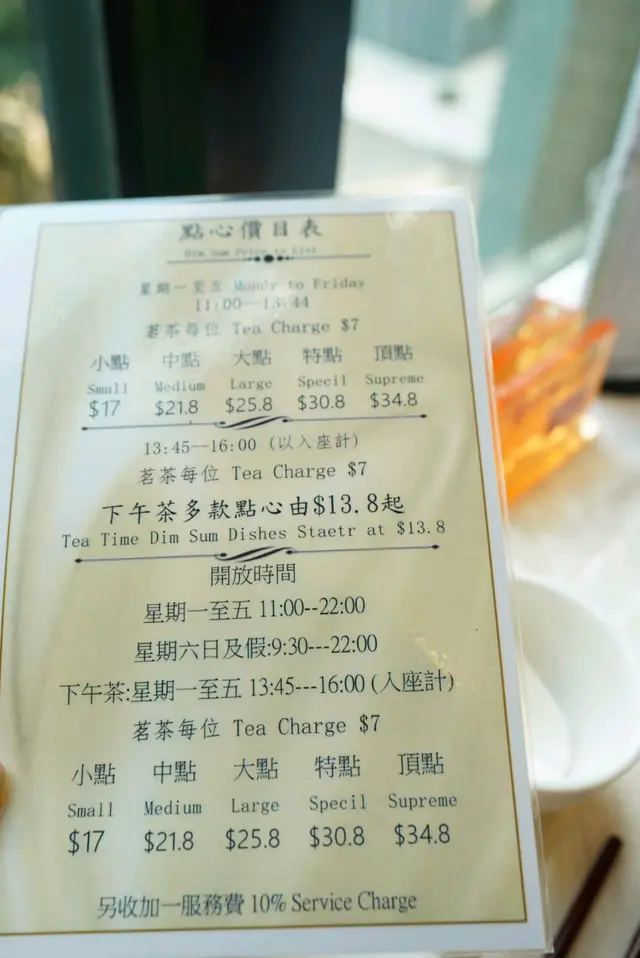 點心價目表
Dim Sum Price to List
星期一至五 Mondy to Friday
11:00--13:44
茗茶每位 Tea Charge $7
小點 中點 大點 特點 頂點
Small Medium Large Specil Supreme
$17 $21.8 $25.8 $30.8 $34.8
13:45--16:00 (以入座計)
茗茶每位 Tea Charge $7
下午茶多款點心由$13.8起
Tea Time Dim Sum Dishes Staetr at $13.8
開放時間
星期一至五 11:00--22:00
星期六日及假:9:30---22:00
下午茶:星期一至五 13:45---16:00 (入座計)
茗茶每位 Tea Charge $7
小點 中點 大點 特點 頂點
Small Medium Large Specil Supreme
$17 $21.8 $25.8 $30.8 $34.8
另收加一服務費 10% Service Charge